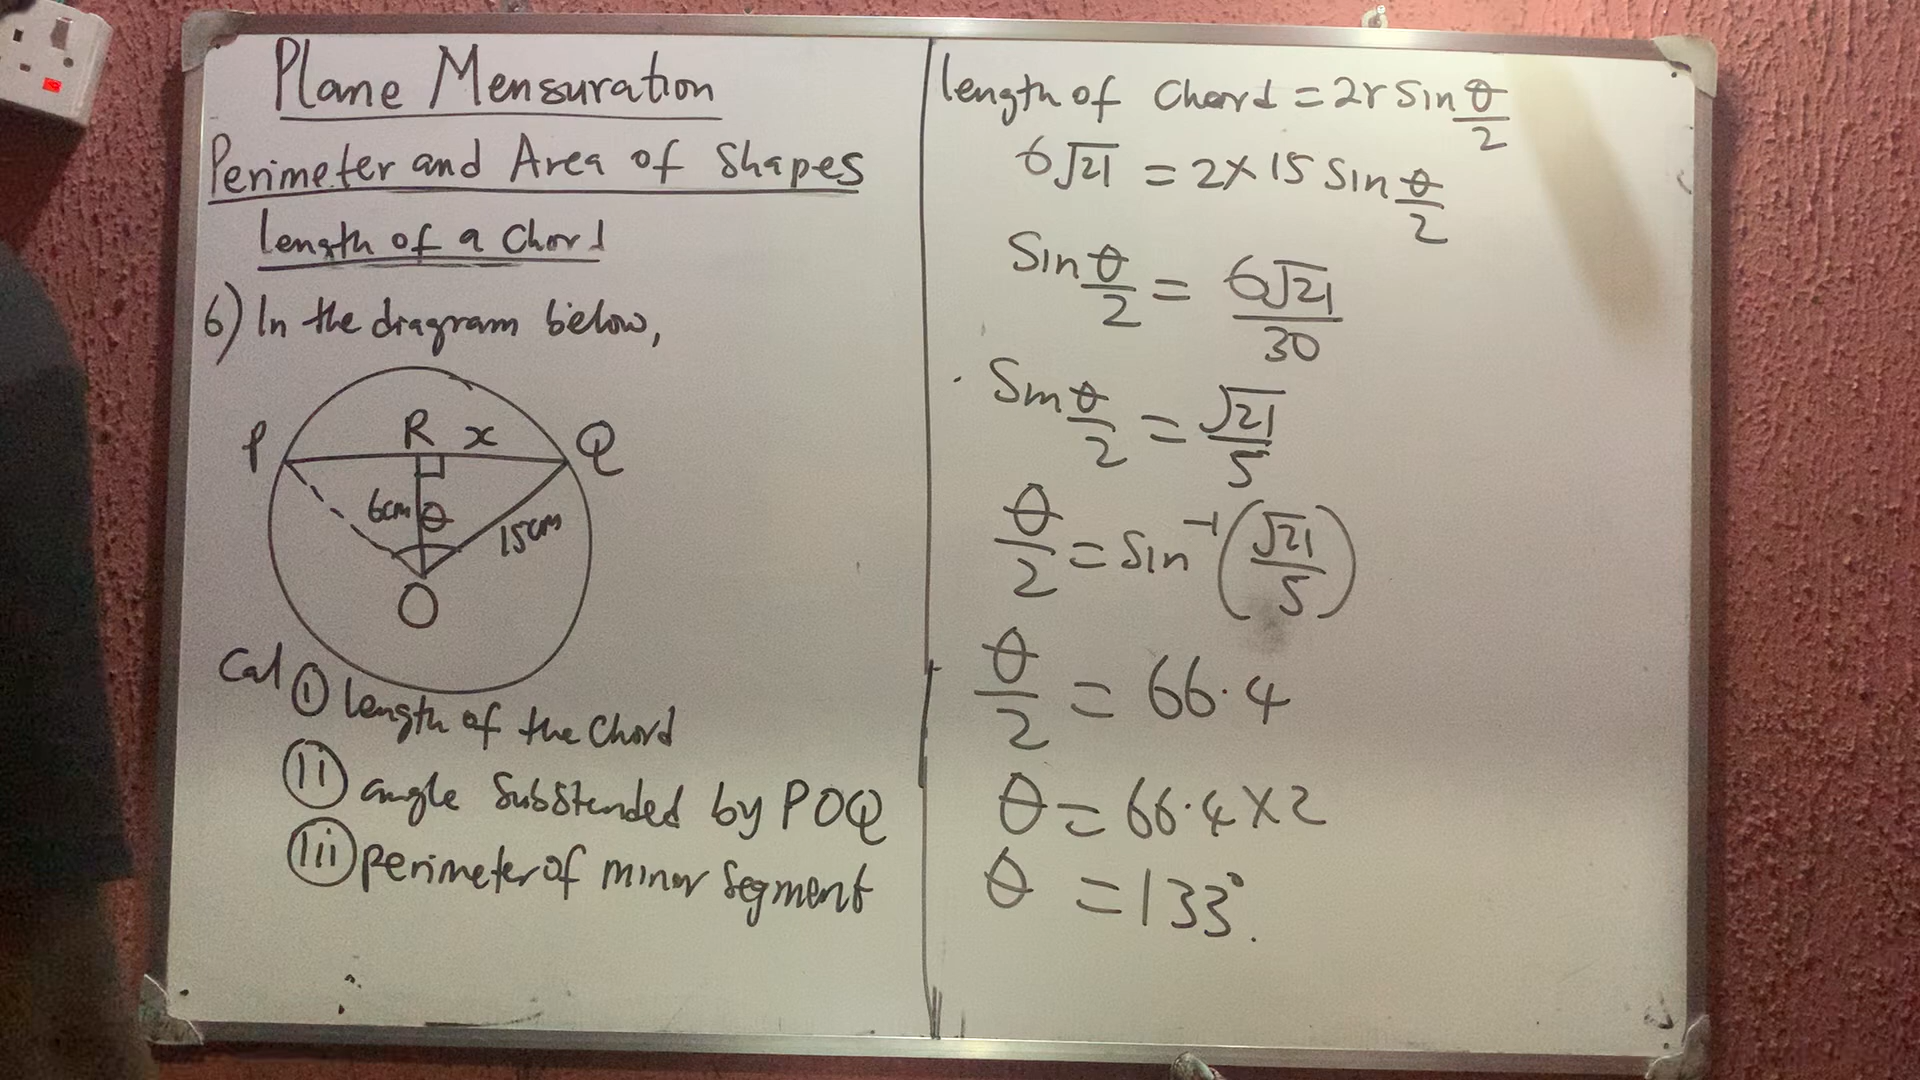 Plane Mensuration
Perimeter and Area of Shapes
Length of a Chord
6) In the diagram below,
P R x Q
6cm θ 15cm
O
Cal (i) length of the Chord
(ii) angle Substended by POQ
(iii) perimeter of minor Segment
length of Chord = 2r Sin θ/2
6√21 = 2 × 15 Sin θ/2
Sin θ/2 = 6√21/30
Sin θ/2 = √21/5
θ/2 = Sin⁻¹(√21/5)
θ/2 = 66.4
θ = 66.4 × 2
θ = 133°.